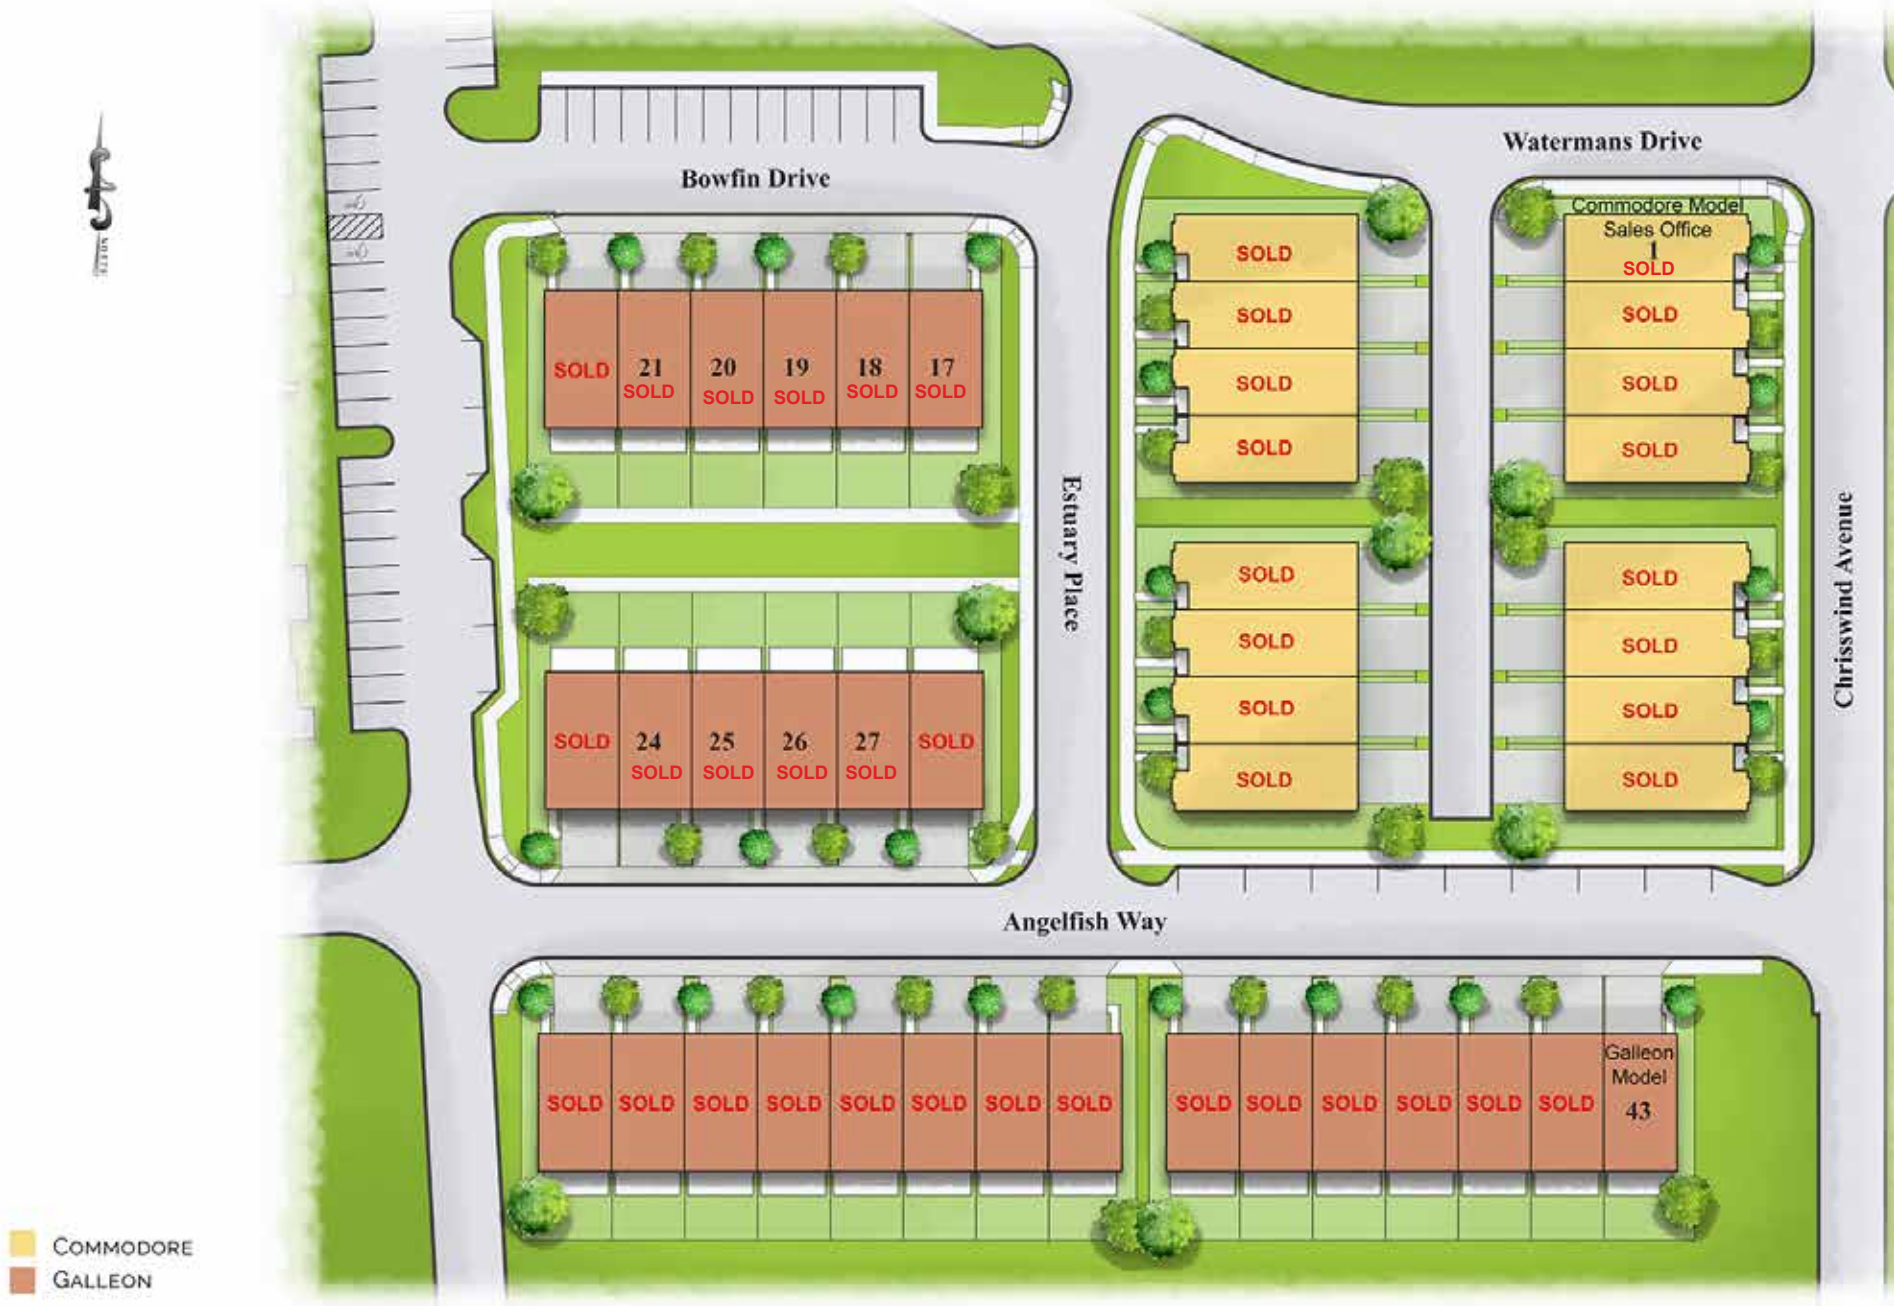 Watermans Drive
Bowfin Drive
NORTH
Commodore Model
Sales Office
1
SOLD
SOLD
SOLD
SOLD
SOLD
SOLD
SOLD
SOLD
SOLD
21
20
19
18
17
SOLD
SOLD
SOLD
SOLD
SOLD
Estuary Place
Chrisswind Avenue
SOLD
SOLD
SOLD
SOLD
SOLD
SOLD
SOLD
SOLD
SOLD
24
25
26
27
SOLD
SOLD
SOLD
SOLD
SOLD
Angelfish Way
SOLD
SOLD
SOLD
SOLD
SOLD
SOLD
SOLD
SOLD
SOLD
SOLD
SOLD
SOLD
SOLD
SOLD
Galleon
Model
43
COMMODORE
GALLEON